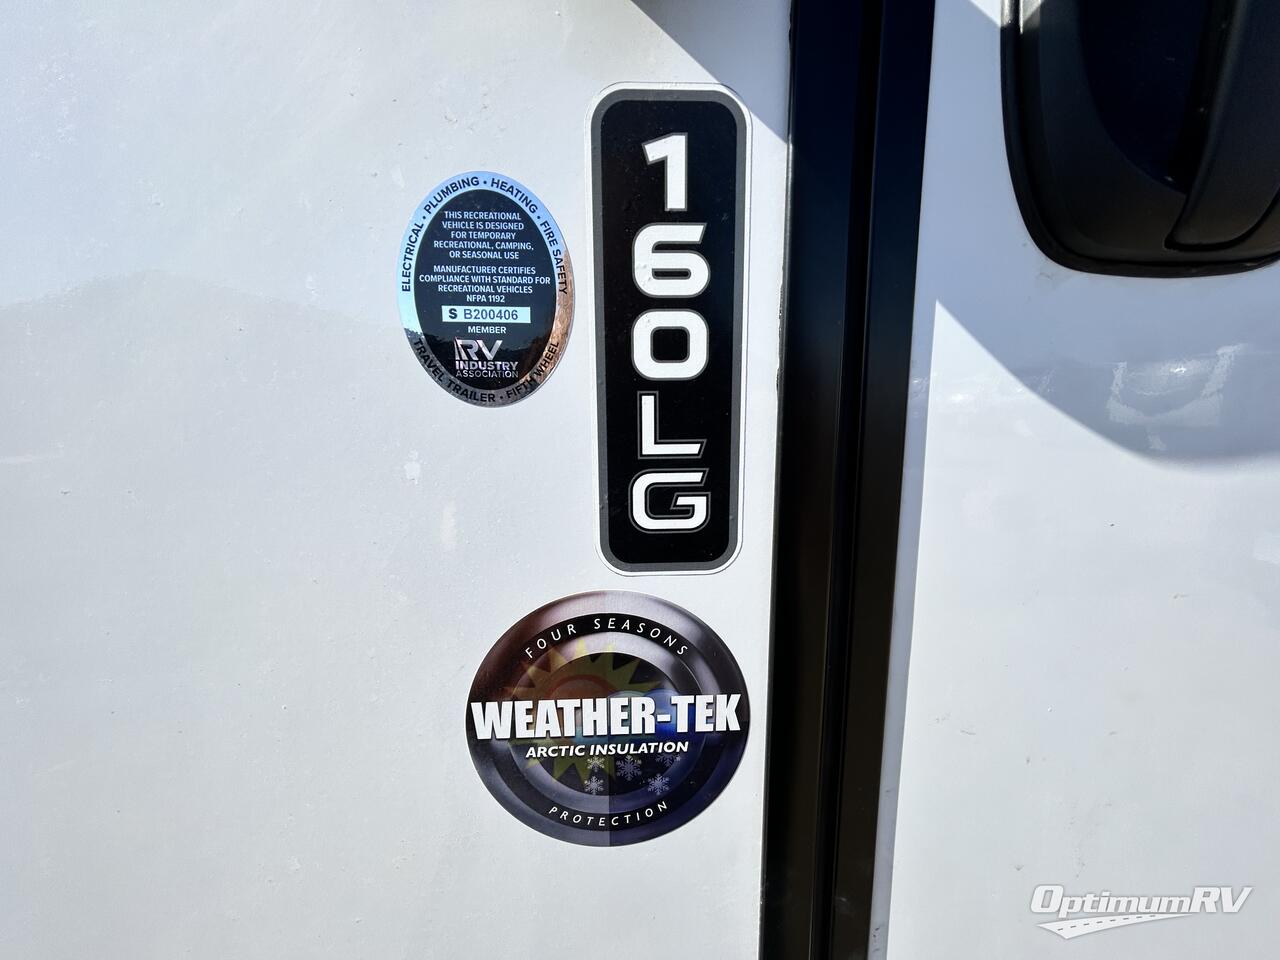 ELECTRICAL • PLUMBING • HEATING • FIRE SAFETY
THIS RECREATIONAL
VEHICLE IS DESIGNED
FOR TEMPORARY
RECREATIONAL, CAMPING,
OR SEASONAL USE
MANUFACTURER CERTIFIES
COMPLIANCE WITH STANDARD FOR
RECREATIONAL VEHICLES
NFPA 1192
S B200406
MEMBER
RV
INDUSTRY
ASSOCIATION
TRAVEL TRAILER • FIFTH WHEEL
160LG
FOUR SEASONS
WEATHER-TEK
ARCTIC INSULATION
PROTECTION
OptimumRV